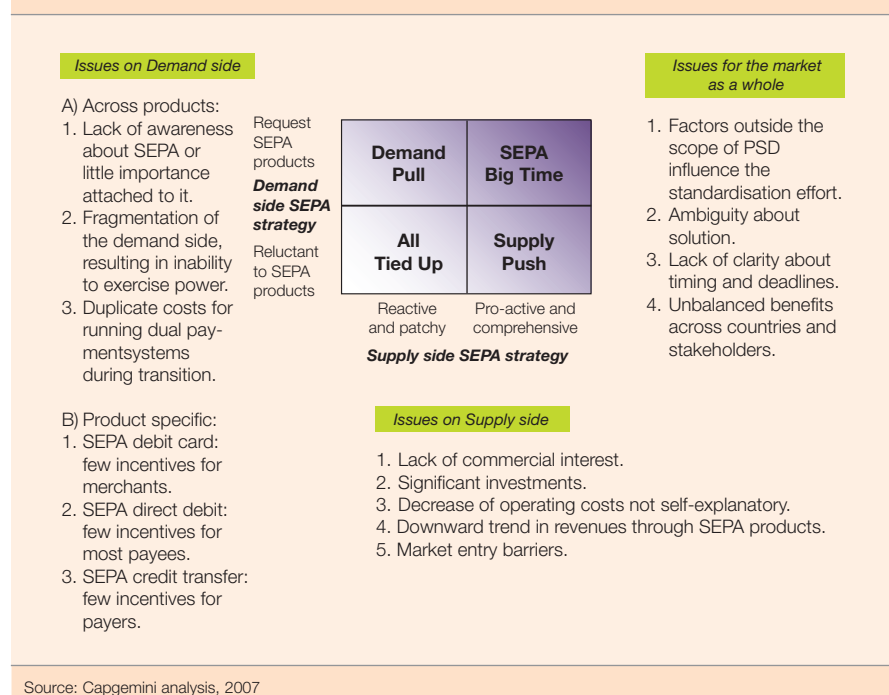 Issues on Demand side
A) Across products:
1. Lack of awareness
about SEPA or
little importance
attached to it.
2. Fragmentation of
the demand side,
resulting in inability
to exercise power.
3. Duplicate costs for
running dual pay-
mentsystems
during transition.
B) Product specific:
1. SEPA debit card:
few incentives for
merchants.
2. SEPA direct debit:
few incentives for
most payees.
3. SEPA credit transfer:
few incentives for
payers.
Request
SEPA
products
Demand
side SEPA
strategy
Reluctant
to SEPA
products
Demand
Pull
SEPA
Big Time
All
Tied Up
Supply
Push
Reactive
and patchy
Pro-active and
comprehensive
Supply side SEPA strategy
Issues for the market
as a whole
1. Factors outside the
scope of PSD
influence the
standardisation effort.
2. Ambiguity about
solution.
3. Lack of clarity about
timing and deadlines.
4. Unbalanced benefits
across countries and
stakeholders.
Issues on Supply side
1. Lack of commercial interest.
2. Significant investments.
3. Decrease of operating costs not self-explanatory.
4. Downward trend in revenues through SEPA products.
5. Market entry barriers.
Source: Capgemini analysis, 2007